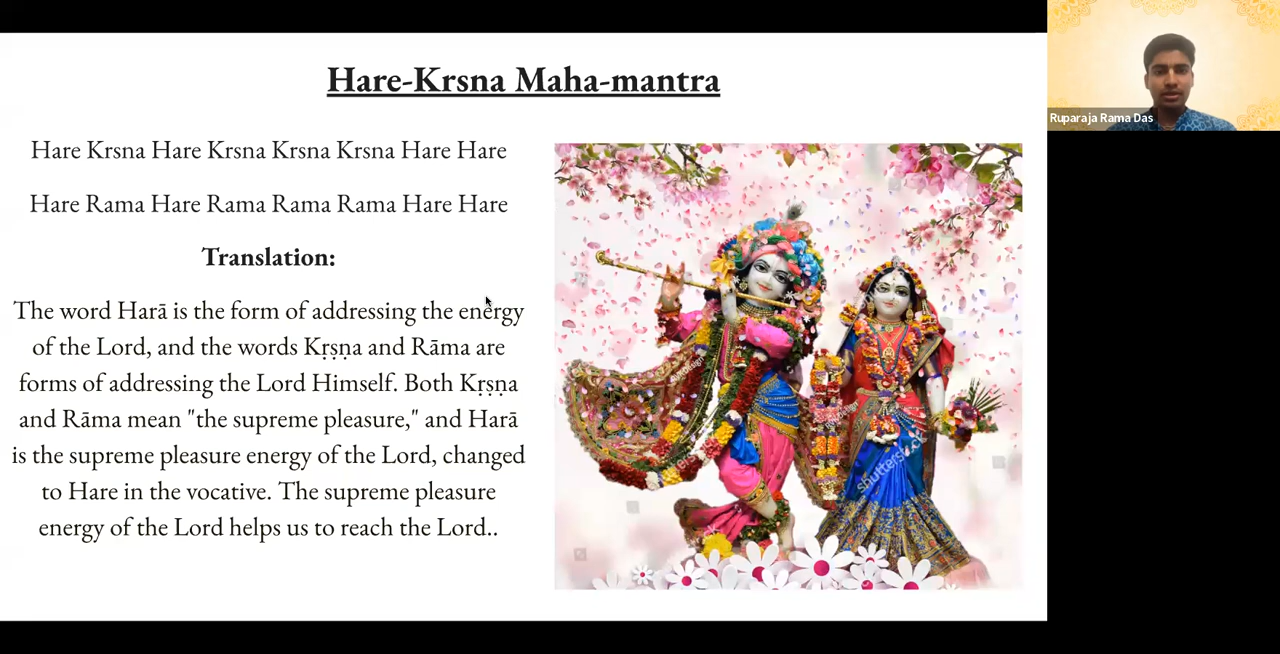 Hare-Krsna Maha-mantra
Hare Krsna Hare Krsna Krsna Krsna Hare Hare
Hare Rama Hare Rama Rama Rama Hare Hare
Translation:
The word Harā is the form of addressing the energy
of the Lord, and the words Kṛṣṇa and Rāma are
forms of addressing the Lord Himself. Both Kṛṣṇa
and Rāma mean "the supreme pleasure," and Harā
is the supreme pleasure energy of the Lord, changed
to Hare in the vocative. The supreme pleasure
energy of the Lord helps us to reach the Lord..
Ruparaja Rama Das